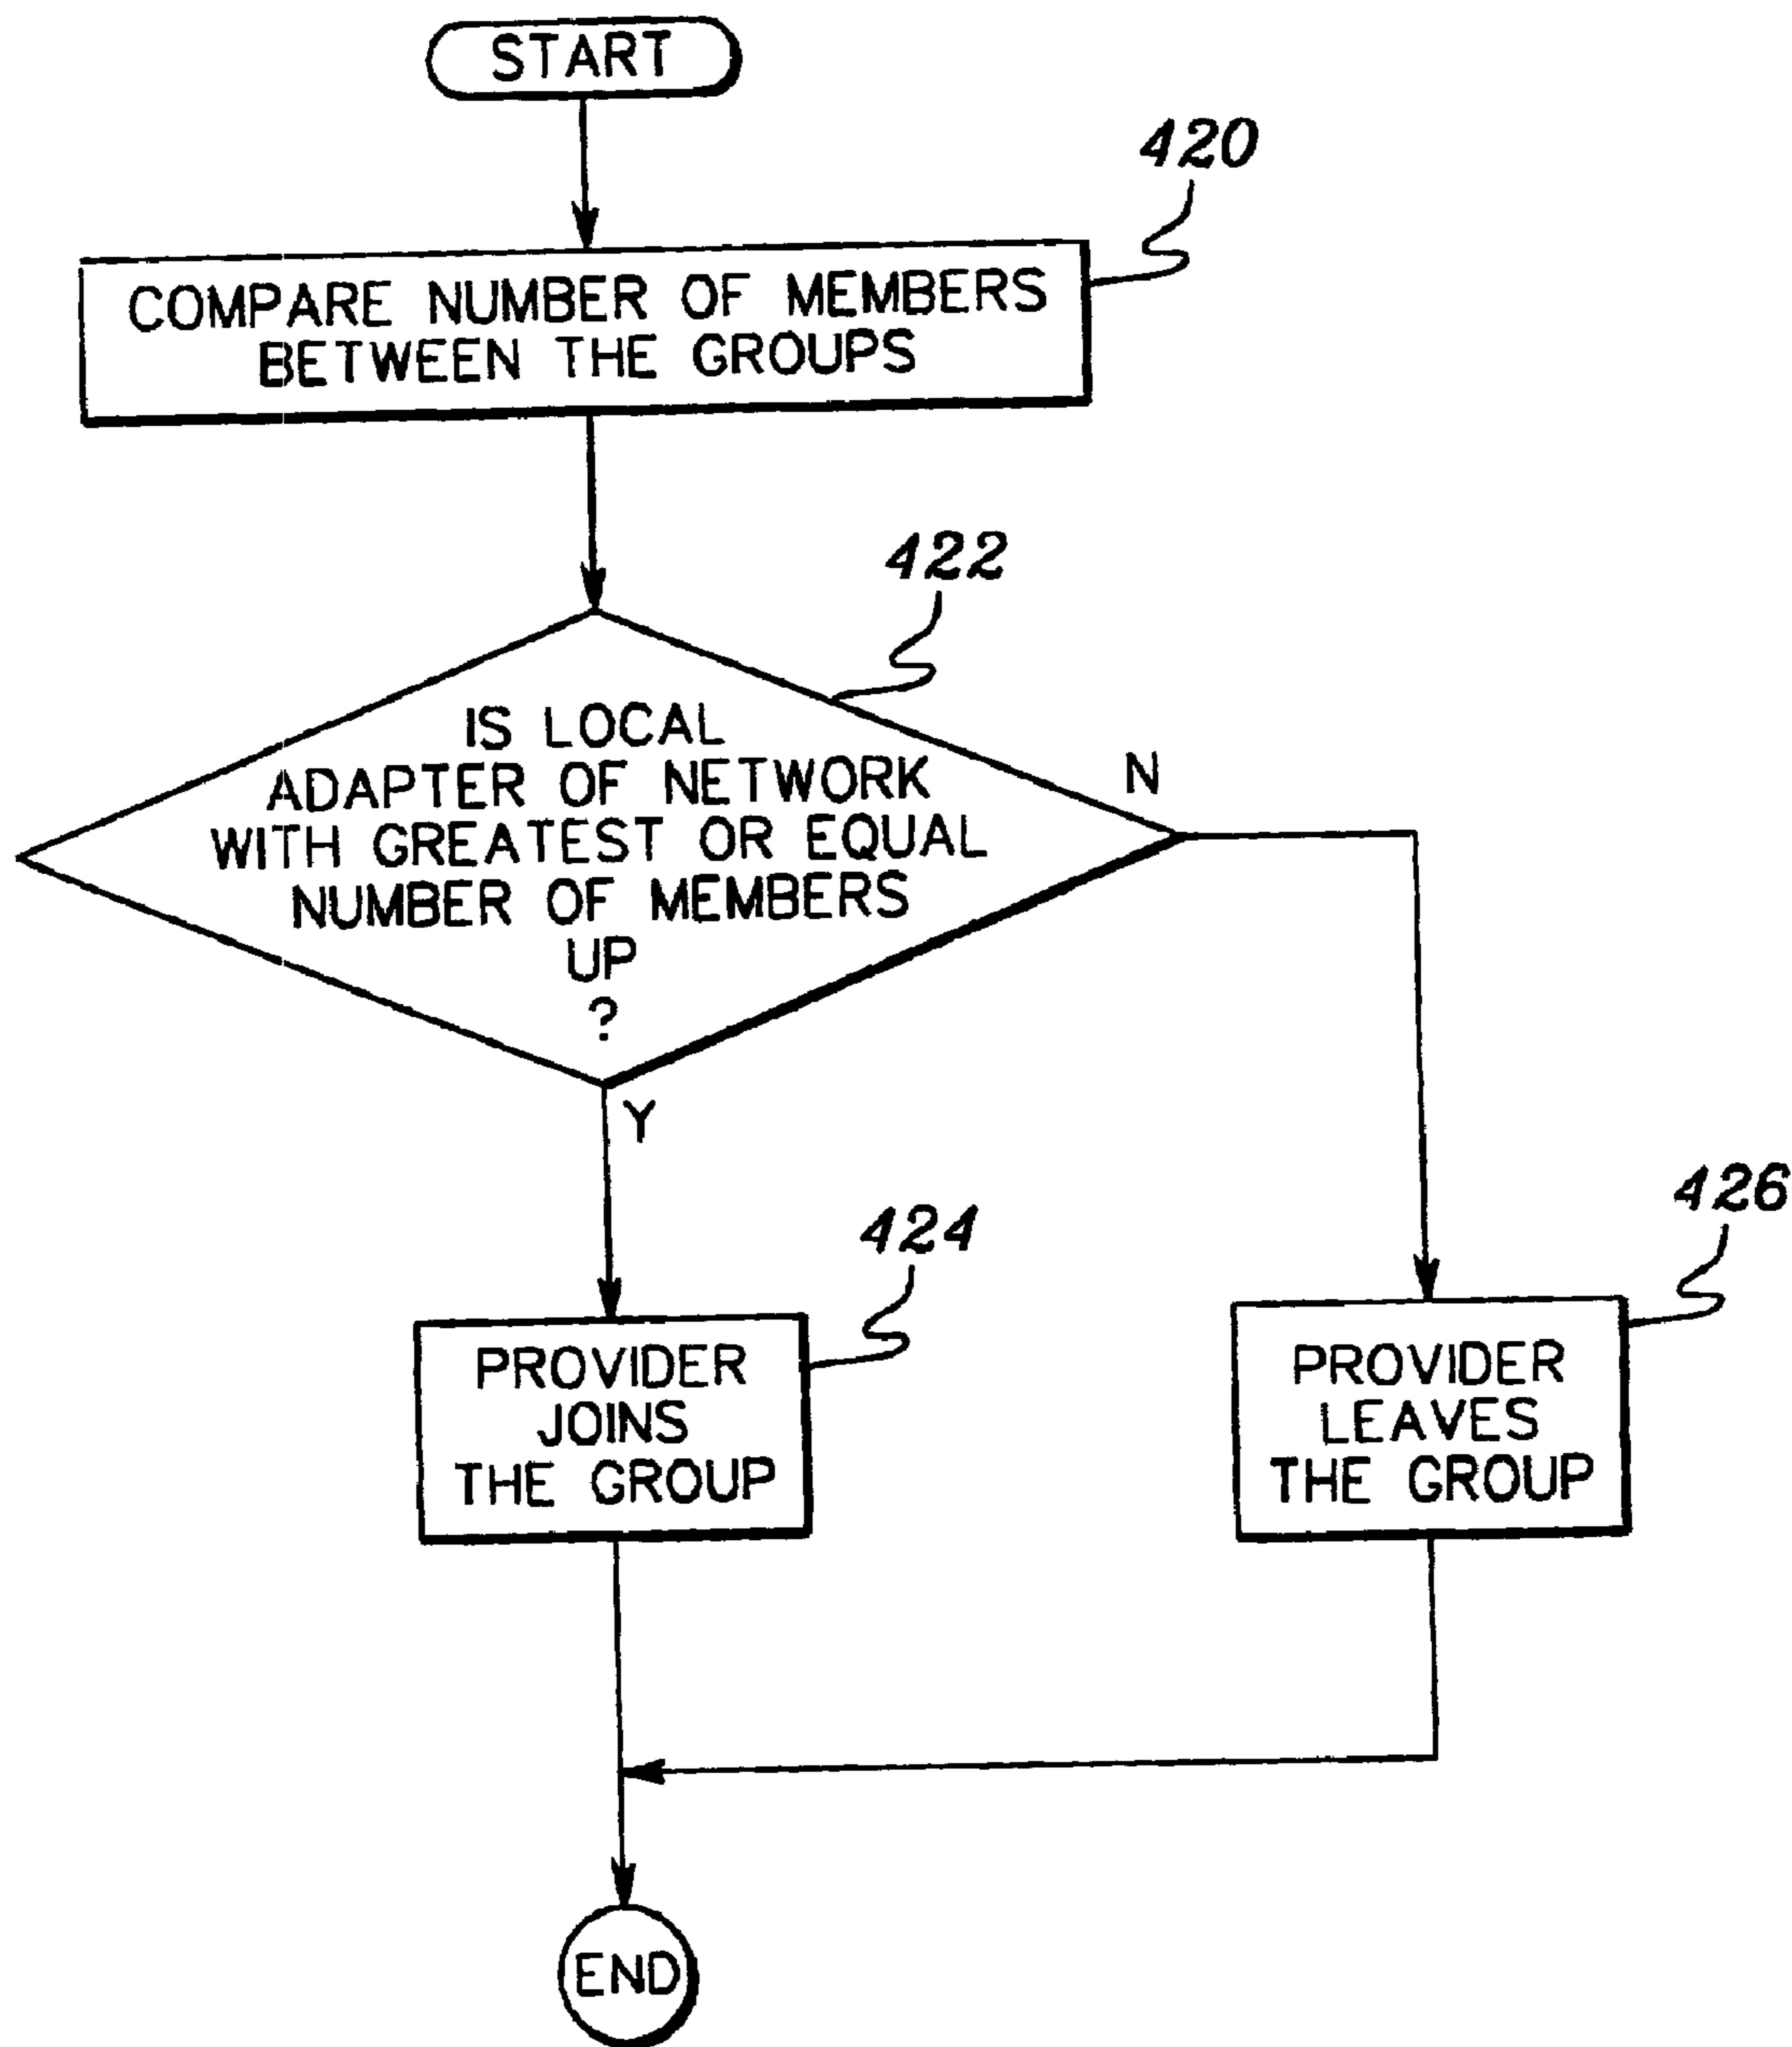 START
420
COMPARE NUMBER OF MEMBERS
BETWEEN THE GROUPS
422
IS LOCAL
ADAPTER OF NETWORK
WITH GREATEST OR EQUAL
NUMBER OF MEMBERS
UP
?
N
Y
424
PROVIDER
JOINS
THE GROUP
426
PROVIDER
LEAVES
THE GROUP
END